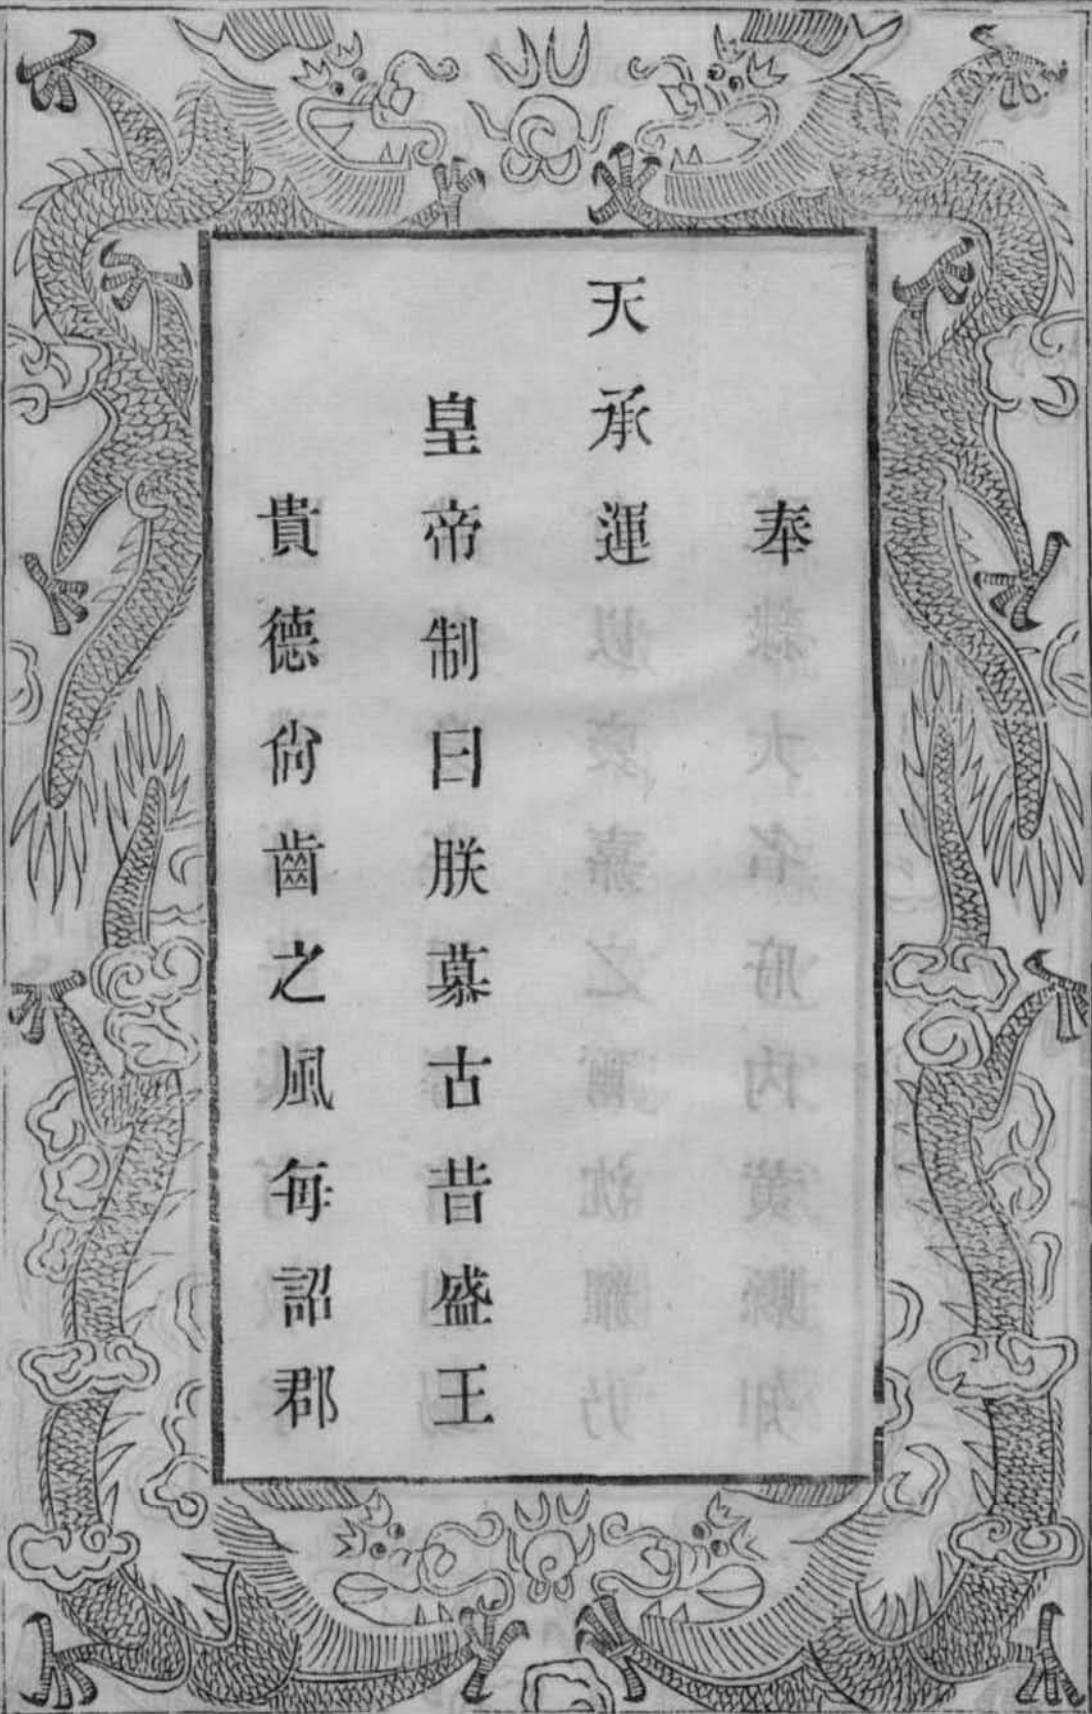 奉
天承運
皇帝制曰朕慕古昔盛王
貴德尙齒之風每詔郡